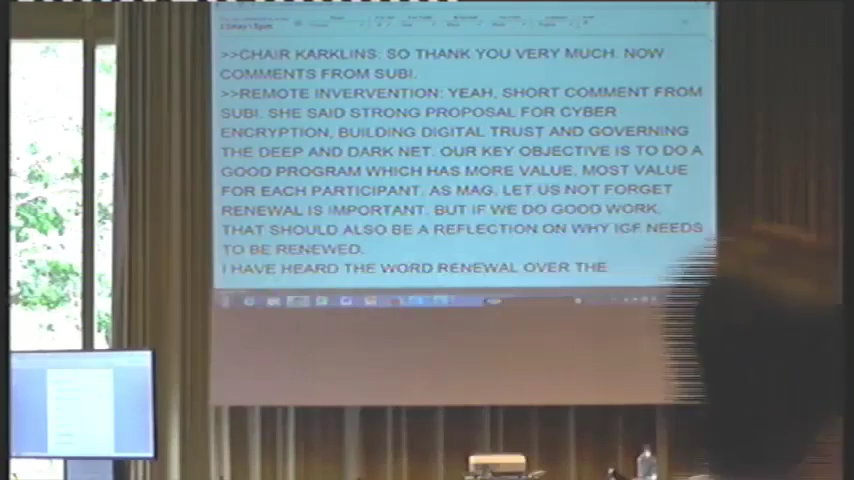 >>CHAIR KARKLINS: SO THANK YOU VERY MUCH. NOW
COMMENTS FROM SUBI.
>>REMOTE INVERVENTION: YEAH, SHORT COMMENT FROM
SUBI. SHE SAID STRONG PROPOSAL FOR CYBER
ENCRYPTION, BUILDING DIGITAL TRUST AND GOVERNING
THE DEEP AND DARK NET. OUR KEY OBJECTIVE IS TO DO A
GOOD PROGRAM WHICH HAS MORE VALUE, MOST VALUE
FOR EACH PARTICIPANT. AS MAG, LET US NOT FORGET
RENEWAL IS IMPORTANT. BUT IF WE DO GOOD WORK,
THAT SHOULD ALSO BE A REFLECTION ON WHY IGF NEEDS
TO BE RENEWED.
I HAVE HEARD THE WORD RENEWAL OVER THE